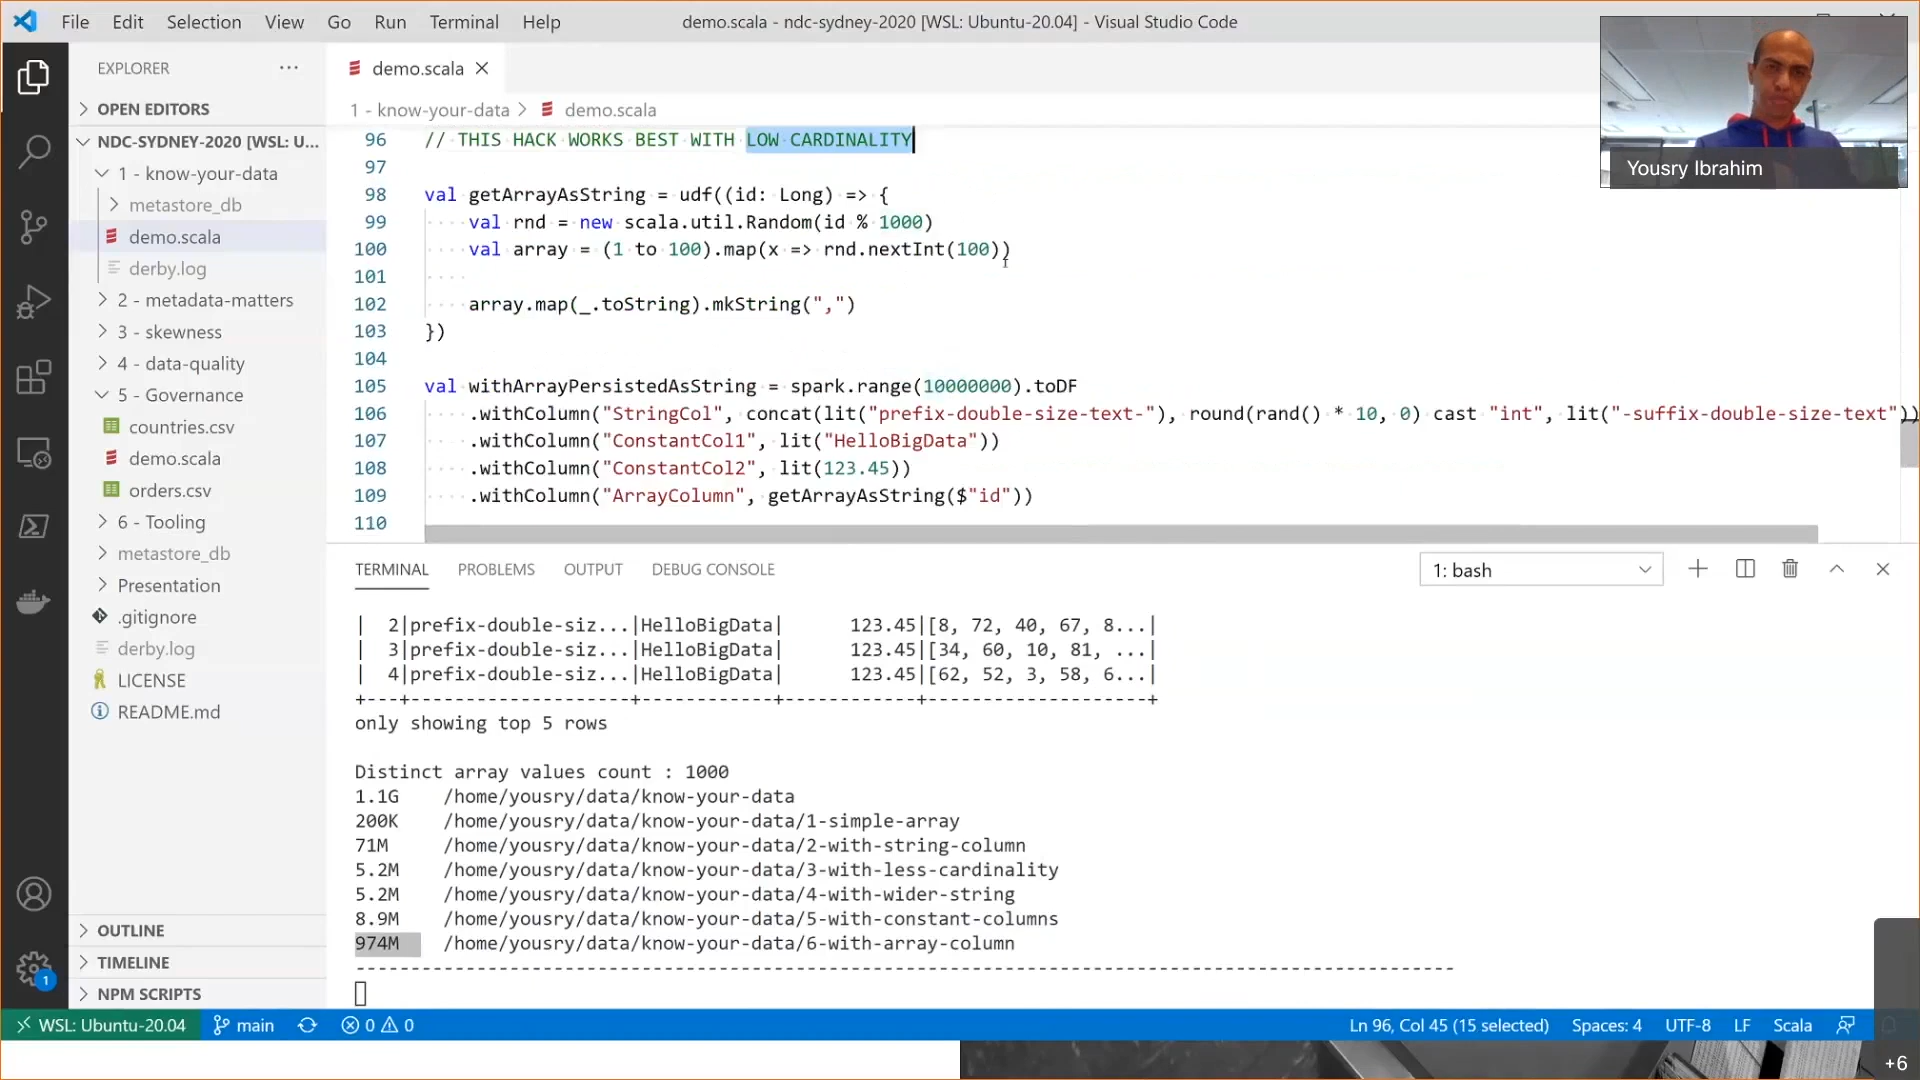 File Edit Selection View Go Run Terminal Help demo.scala - ndc-sydney-2020 [WSL: Ubuntu-20.04] - Visual Studio Code
EXPLORER
OPEN EDITORS
NDC-SYDNEY-2020 [WSL: U...
1 - know-your-data
metastore_db
demo.scala
derby.log
2 - metadata-matters
3 - skewness
4 - data-quality
5 - Governance
countries.csv
demo.scala
orders.csv
6 - Tooling
metastore_db
Presentation
.gitignore
derby.log
LICENSE
README.md
OUTLINE
TIMELINE
NPM SCRIPTS
1
demo.scala
1 - know-your-data > demo.scala
96 // THIS HACK WORKS BEST WITH LOW CARDINALITY
97
98 val getArrayAsString = udf((id: Long) => {
99 val rnd = new scala.util.Random(id % 1000)
100 val array = (1 to 100).map(x => rnd.nextInt(100))
101
102 array.map(_.toString).mkString(",")
103 })
104
105 val withArrayPersistedAsString = spark.range(10000000).toDF
106 .withColumn("StringCol", concat(lit("prefix-double-size-text-"), round(rand() * 10, 0) cast "int", lit("-suffix-double-size-text"))
107 .withColumn("ConstantCol1", lit("HelloBigData"))
108 .withColumn("ConstantCol2", lit(123.45))
109 .withColumn("ArrayColumn", getArrayAsString($"id"))
110
Yousry Ibrahim
TERMINAL PROBLEMS OUTPUT DEBUG CONSOLE 1: bash
| 2|prefix-double-siz...|HelloBigData| 123.45|[8, 72, 40, 67, 8...|
| 3|prefix-double-siz...|HelloBigData| 123.45|[34, 60, 10, 81, ...|
| 4|prefix-double-siz...|HelloBigData| 123.45|[62, 52, 3, 58, 6...|
+---+--------------------+------------+------------+--------------------+
only showing top 5 rows
Distinct array values count : 1000
1.1G /home/yousry/data/know-your-data
200K /home/yousry/data/know-your-data/1-simple-array
71M /home/yousry/data/know-your-data/2-with-string-column
5.2M /home/yousry/data/know-your-data/3-with-less-cardinality
5.2M /home/yousry/data/know-your-data/4-with-wider-string
8.9M /home/yousry/data/know-your-data/5-with-constant-columns
974M /home/yousry/data/know-your-data/6-with-array-column
----------------------------------------------------------------------------------------------------
WSL: Ubuntu-20.04 main 0 0 Ln 96, Col 45 (15 selected) Spaces: 4 UTF-8 LF Scala
+6